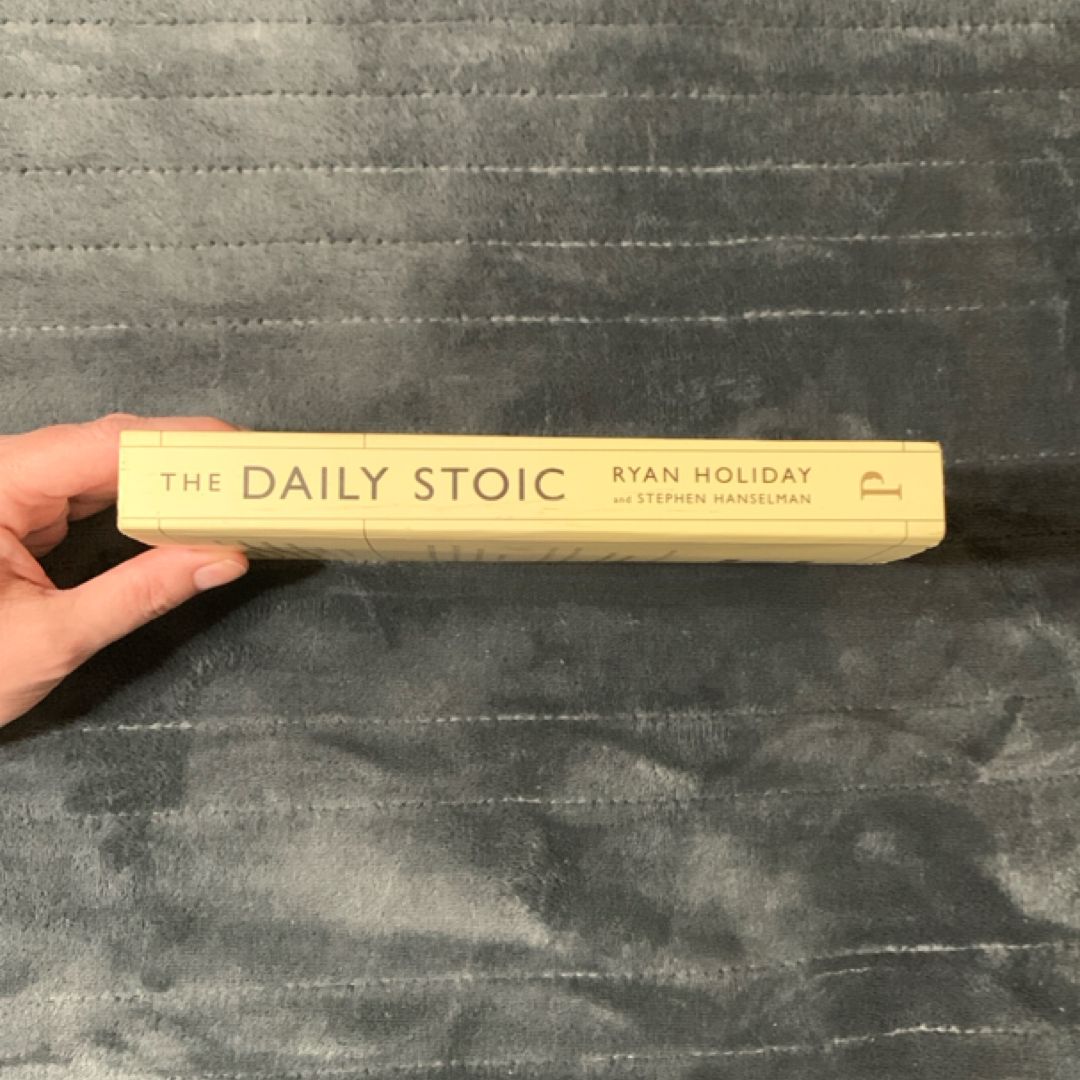 THE DAILY STOIC
RYAN HOLIDAY
and STEPHEN HANSELMAN
P